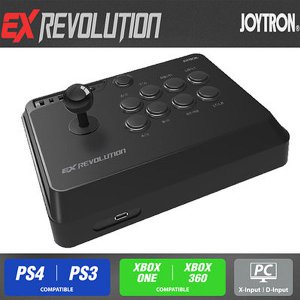 EX REVOLUTION
JOYTRON®
EX REVOLUTION
PS4 | PS3
COMPATIBLE
XBOX ONE | XBOX 360
COMPATIBLE
PC
X-Input | D-Input